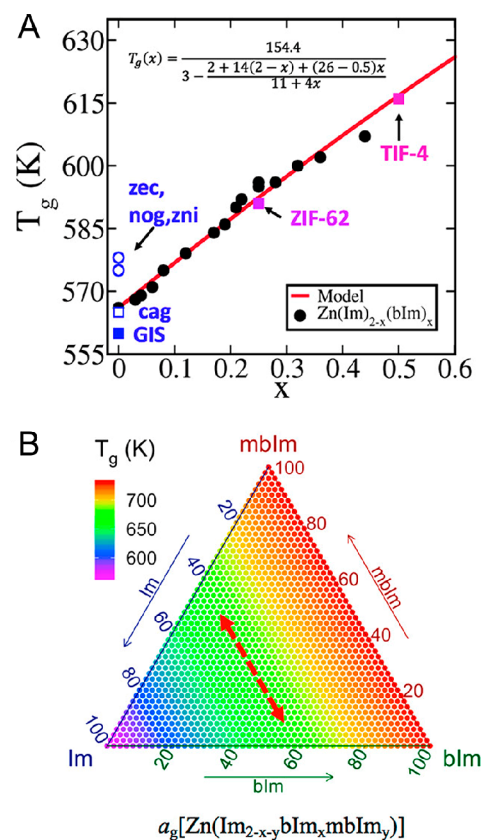 A
T_g(x) = 154.4 / (3 − (2 + 14(2 − x) + (26 − 0.5)x) / (11 + 4x))
630
615
600
585
570
555
T_g (K)
zec,
nog,zni
TIF-4
ZIF-62
cag
GIS
Model
Zn(Im)_{2-x}(bIm)_x
0 0.1 0.2 0.3 0.4 0.5 0.6
x
B
T_g (K)
700
650
600
mbIm
100
20
80
40
60
60
40
80
20
100
Im
mbIm
Im
20 40 60 80 100
bIm
bIm
a_g[Zn(Im_{2-x-y}bIm_xmbIm_y)]